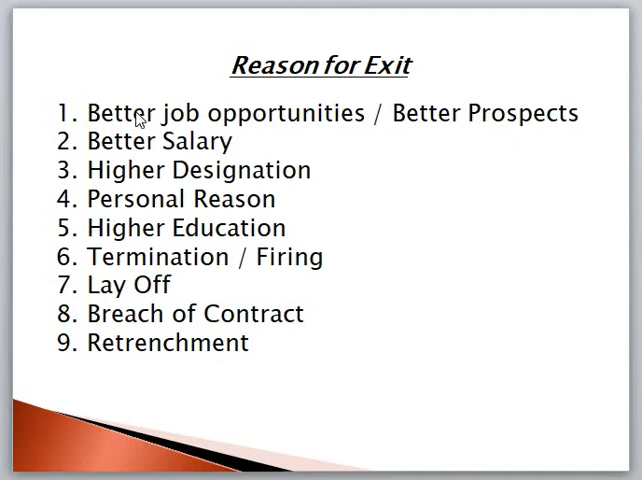 Reason for Exit
1. Better job opportunities / Better Prospects
2. Better Salary
3. Higher Designation
4. Personal Reason
5. Higher Education
6. Termination / Firing
7. Lay Off
8. Breach of Contract
9. Retrenchment